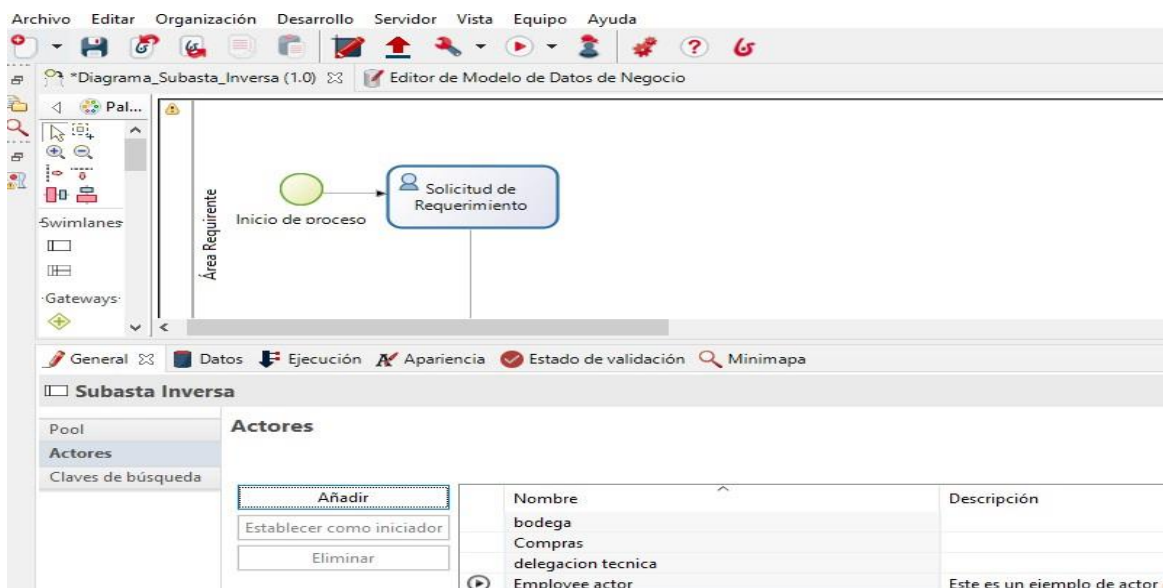 Archivo Editar Organización Desarrollo Servidor Vista Equipo Ayuda
*Diagrama_Subasta_Inversa (1.0) Editor de Modelo de Datos de Negocio
Pal...
Swimlanes
Gateways
Área Requirente
Inicio de proceso
Solicitud de
Requerimiento
General Datos Ejecución Apariencia Estado de validación Minimapa
Subasta Inversa
Pool
Actores
Claves de búsqueda
Actores
Añadir
Establecer como iniciador
Eliminar
Nombre Descripción
bodega
Compras
delegacion tecnica
Employee actor Este es un ejemplo de actor